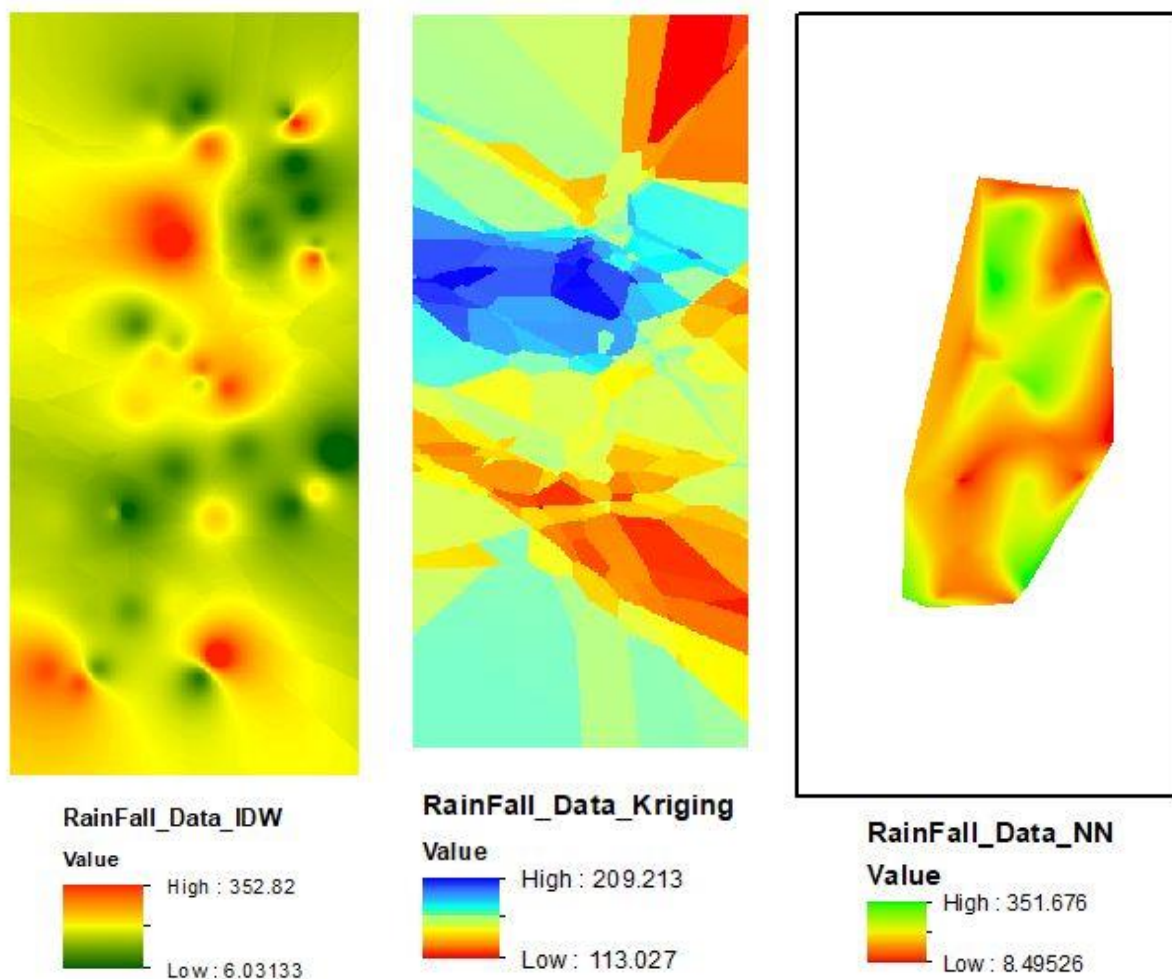 RainFall_Data_IDW
Value
High : 352.82
Low : 6.03133
RainFall_Data_Kriging
Value
High : 209.213
Low : 113.027
RainFall_Data_NN
Value
High : 351.676
Low : 8.49526